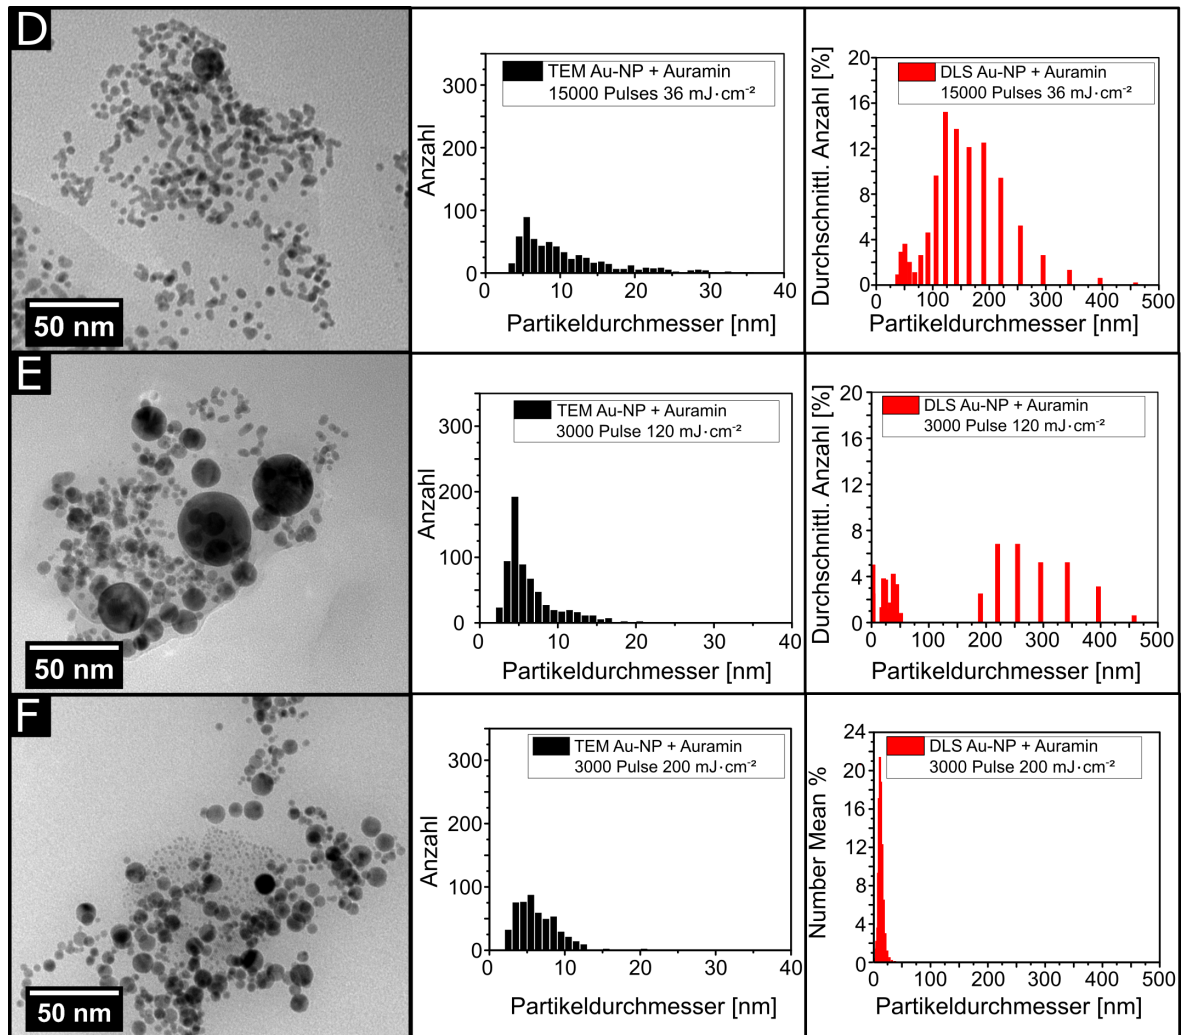 D
50 nm
TEM Au-NP + Auramin
15000 Pulses 36 mJ·cm⁻²
Anzahl
300
200
100
0
0 10 20 30 40
Partikeldurchmesser [nm]
DLS Au-NP + Auramin
15000 Pulses 36 mJ·cm⁻²
Durchschnittl. Anzahl [%]
20
16
12
8
4
0
0 100 200 300 400 500
Partikeldurchmesser [nm]
E
50 nm
TEM Au-NP + Auramin
3000 Pulse 120 mJ·cm⁻²
Anzahl
300
200
100
0
0 10 20 30 40
Partikeldurchmesser [nm]
DLS Au-NP + Auramin
3000 Pulse 120 mJ·cm⁻²
Durchschnittl. Anzahl [%]
20
16
12
8
4
0
0 100 200 300 400 500
Partikeldurchmesser [nm]
F
50 nm
TEM Au-NP + Auramin
3000 Pulse 200 mJ·cm⁻²
Anzahl
300
200
100
0
0 10 20 30 40
Partikeldurchmesser [nm]
DLS Au-NP + Auramin
3000 Pulse 200 mJ·cm⁻²
Number Mean %
24
20
16
12
8
4
0
0 100 200 300 400 500
Partikeldurchmesser [nm]